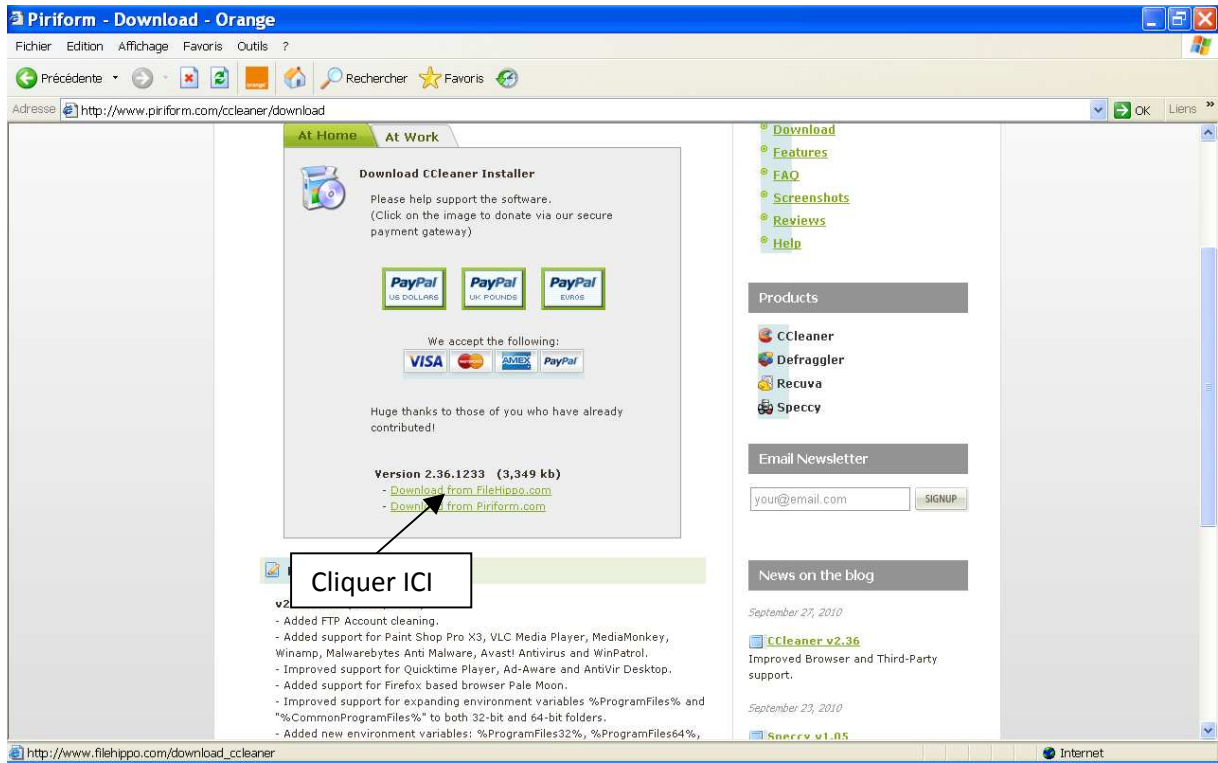 Piriform - Download - Orange
Fichier Edition Affichage Favoris Outils ?
Précédente Rechercher Favoris
Adresse http://www.piriform.com/ccleaner/download OK Liens »
At Home At Work
Download CCleaner Installer
Please help support the software.
(Click on the image to donate via our secure
payment gateway)
PayPal US DOLLARS
PayPal UK POUNDS
PayPal EUROS
We accept the following:
VISA AMEX PayPal
Huge thanks to those of you who have already
contributed!
Version 2.36.1233 (3,349 kb)
- Download from FileHippo.com
- Download from Piriform.com
Cliquer ICI
- Added FTP Account cleaning.
- Added support for Paint Shop Pro X3, VLC Media Player, MediaMonkey,
Winamp, Malwarebytes Anti Malware, Avast! Antivirus and WinPatrol.
- Improved support for Quicktime Player, Ad-Aware and AntiVir Desktop.
- Added support for Firefox based browser Pale Moon.
- Improved support for expanding environment variables %ProgramFiles% and
"%CommonProgramFiles%" to both 32-bit and 64-bit folders.
- Added new environment variables: %ProgramFiles32%, %ProgramFiles64%,
Download
Features
FAQ
Screenshots
Reviews
Help
Products
CCleaner
Defraggler
Recuva
Speccy
Email Newsletter
your@email.com SIGNUP
News on the blog
September 27, 2010
CCleaner v2.36
Improved Browser and Third-Party
support.
September 23, 2010
Speccy v1.05
http://www.filehippo.com/download_ccleaner Internet